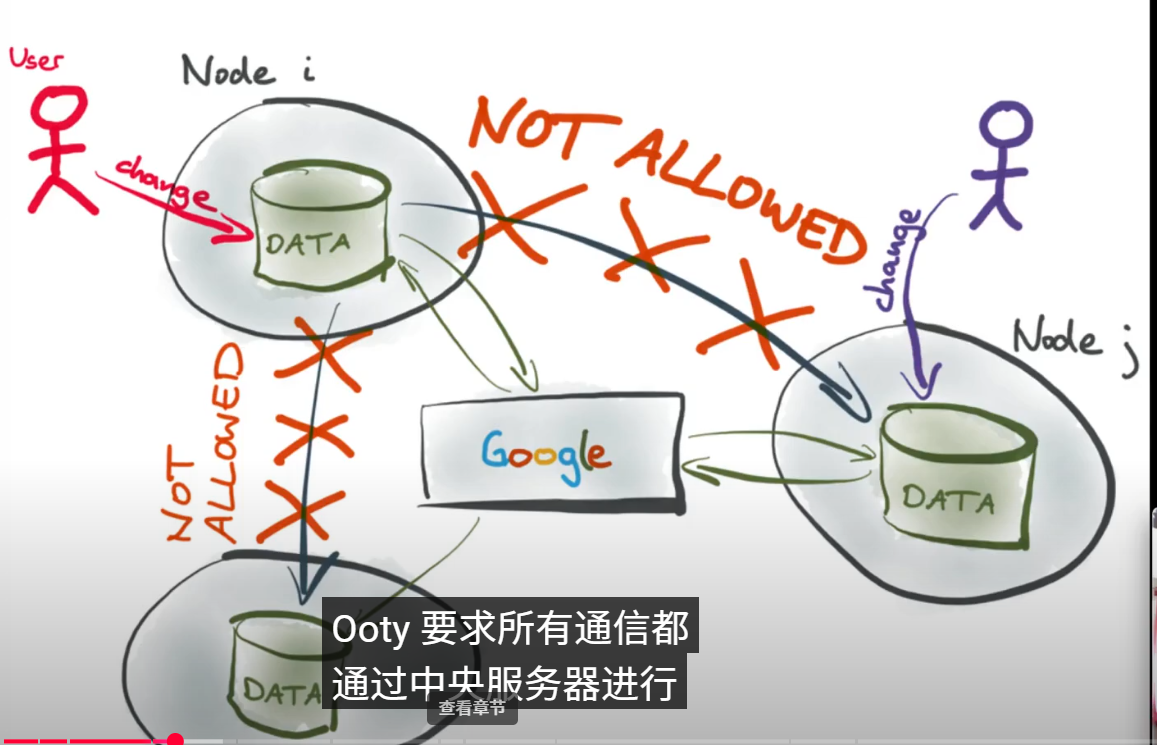 User
Node i
change
DATA
NOT ALLOWED
change
Node j
NOT
ALLOWED
Google
DATA
DATA
Ooty 要求所有通信都
通过中央服务器进行
查看章节